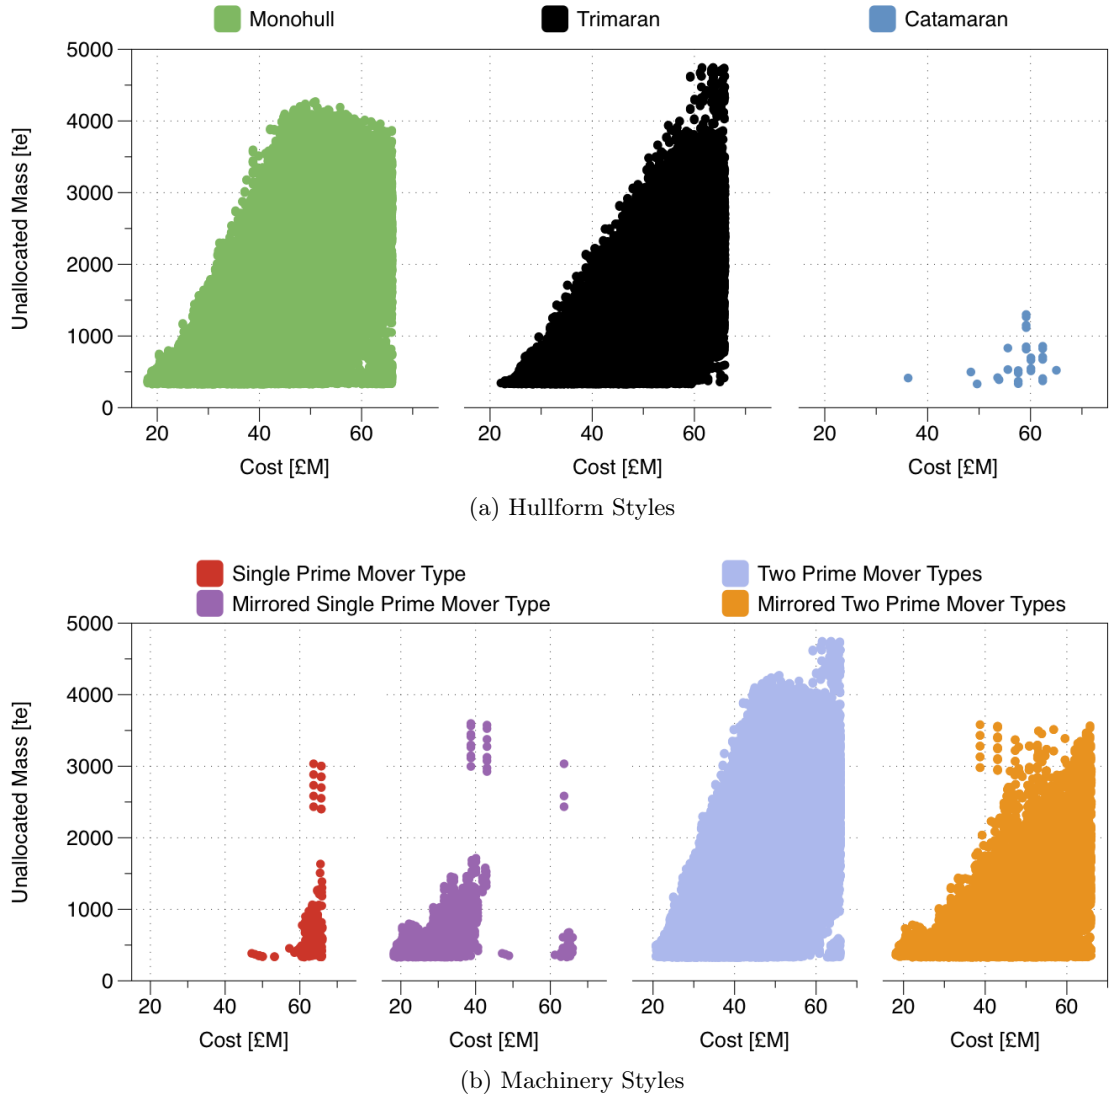 Monohull Trimaran Catamaran
5000
4000
3000
2000
1000
0
Unallocated Mass [te]
20 40 60 20 40 60 20 40 60
Cost [£M] Cost [£M] Cost [£M]
(a) Hullform Styles
Single Prime Mover Type Two Prime Mover Types
Mirrored Single Prime Mover Type Mirrored Two Prime Mover Types
5000
4000
3000
2000
1000
0
Unallocated Mass [te]
20 40 60 20 40 60 20 40 60 20 40 60
Cost [£M] Cost [£M] Cost [£M] Cost [£M]
(b) Machinery Styles